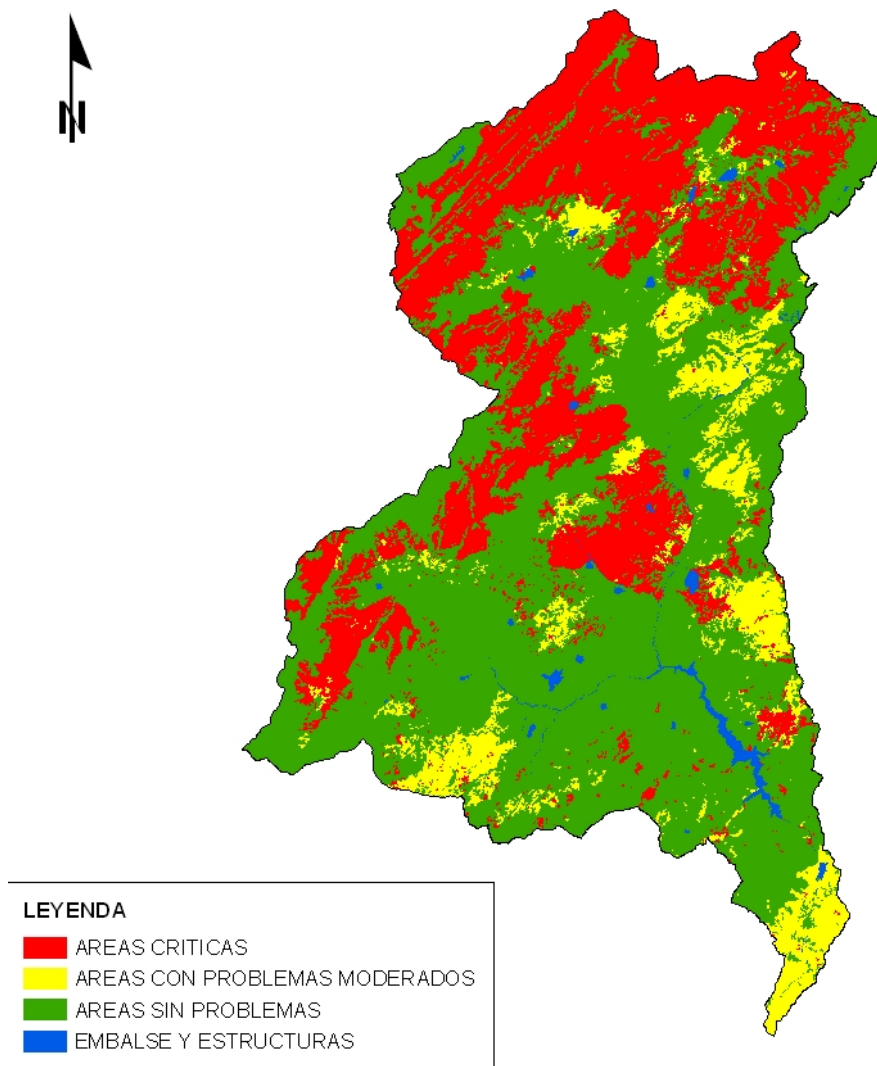 N
LEYENDA
AREAS CRITICAS
AREAS CON PROBLEMAS MODERADOS
AREAS SIN PROBLEMAS
EMBALSE Y ESTRUCTURAS